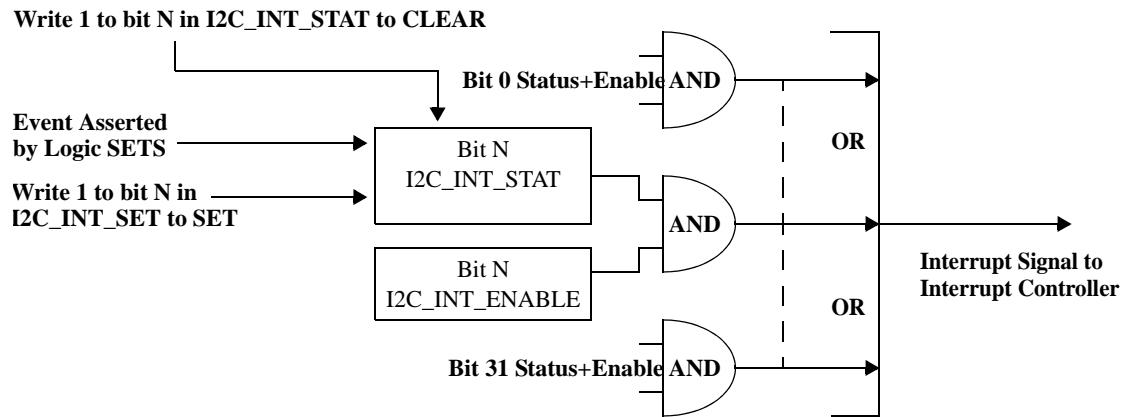 Write 1 to bit N in I2C_INT_STAT to CLEAR
Bit 0 Status+Enable
AND
Event Asserted
by Logic SETS
OR
Bit N
I2C_INT_STAT
Write 1 to bit N in
I2C_INT_SET to SET
AND
Bit N
I2C_INT_ENABLE
Interrupt Signal to
Interrupt Controller
OR
Bit 31 Status+Enable
AND